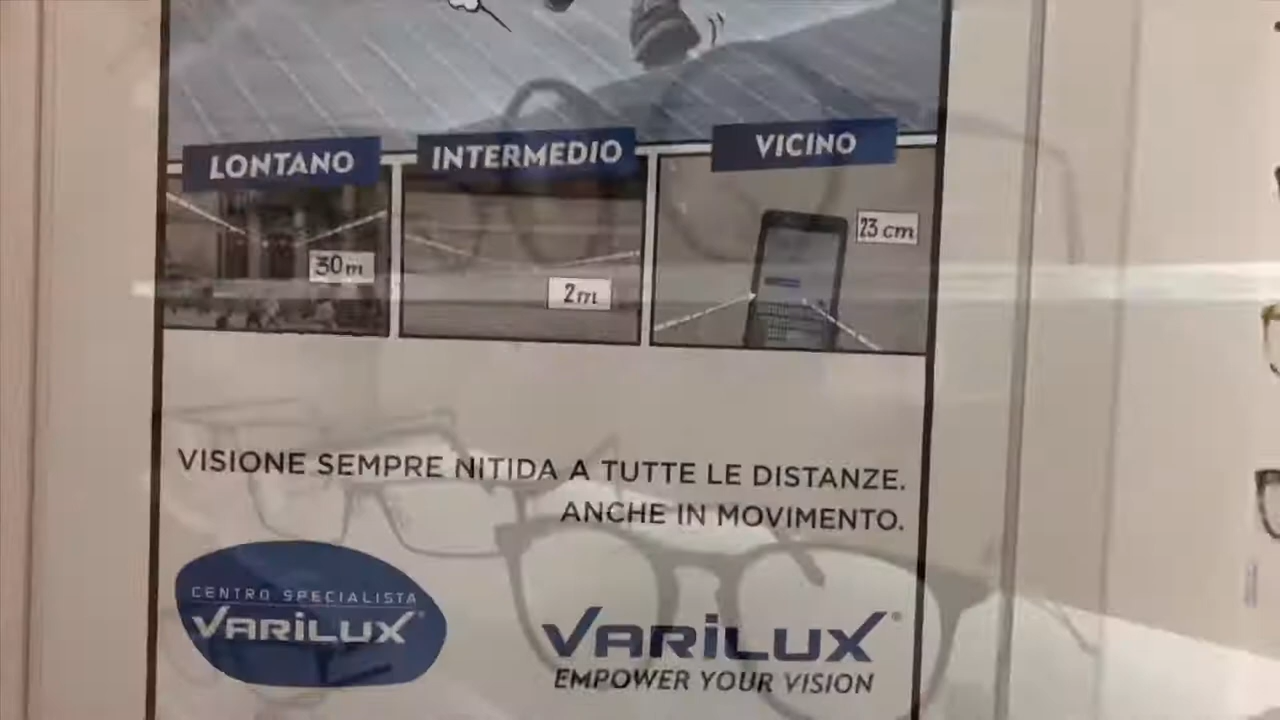 LONTANO
INTERMEDIO
VICINO
30m
2m
23 cm
VISIONE SEMPRE NITIDA A TUTTE LE DISTANZE.
ANCHE IN MOVIMENTO.
CENTRO SPECIALISTA
VARILUX®
VARILUX®
EMPOWER YOUR VISION